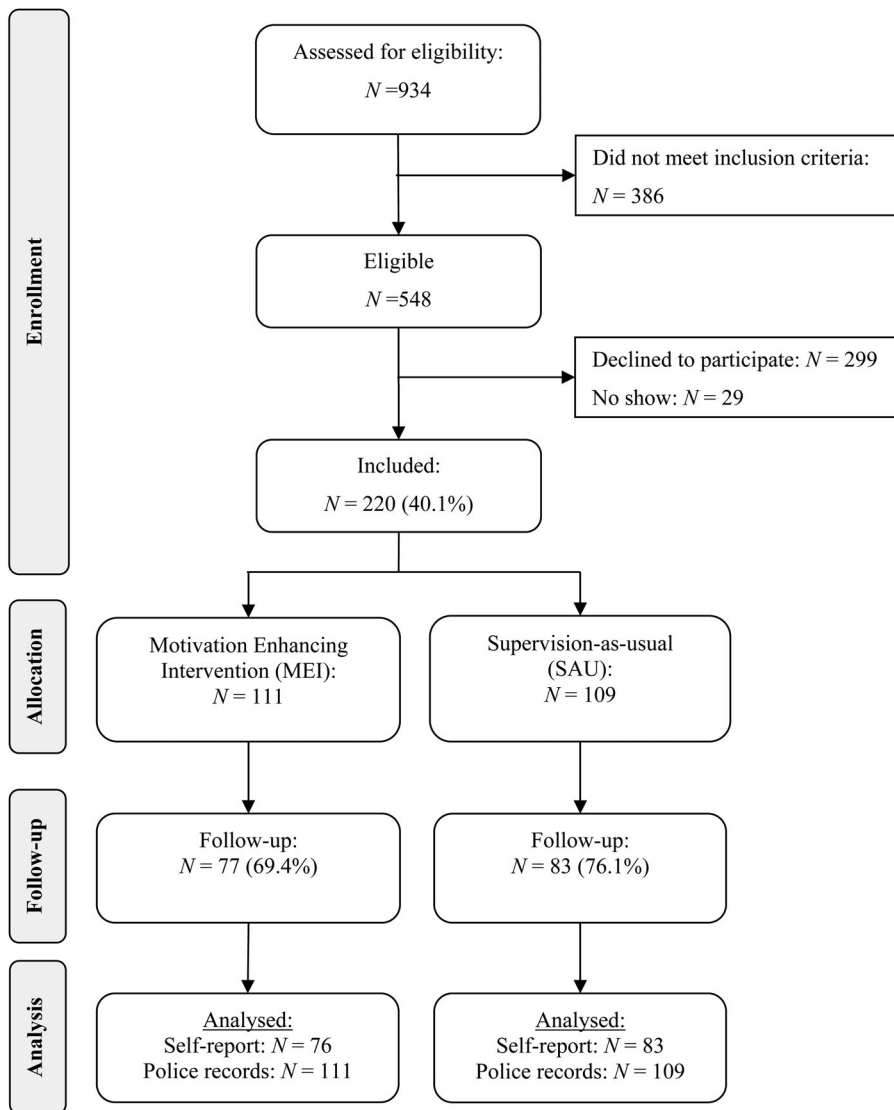 Enrollment
Assessed for eligibility:
N =934
Did not meet inclusion criteria:
N = 386
Eligible
N =548
Declined to participate: N = 299
No show: N = 29
Included:
N = 220 (40.1%)
Allocation
Motivation Enhancing
Intervention (MEI):
N = 111
Supervision-as-usual
(SAU):
N = 109
Follow-up
Follow-up:
N = 77 (69.4%)
Follow-up:
N = 83 (76.1%)
Analysis
Analysed:
Self-report: N = 76
Police records: N = 111
Analysed:
Self-report: N = 83
Police records: N = 109